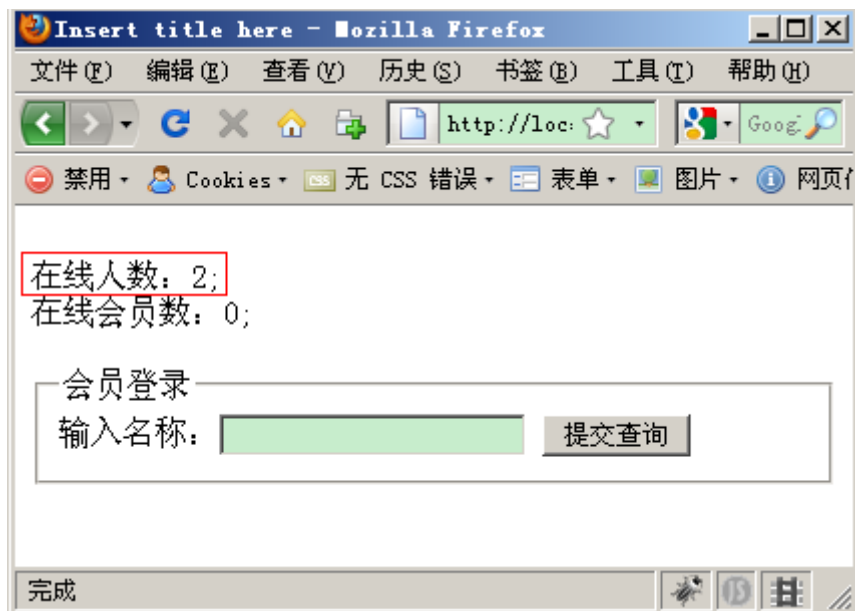 Insert title here - Mozilla Firefox
文件(F) 编辑(E) 查看(V) 历史(S) 书签(B) 工具(T) 帮助(H)
http://loc: Goog
禁用 Cookies css 无 CSS 错误 表单 图片 网页
在线人数：2;
在线会员数：0;
会员登录
输入名称： 提交查询
完成